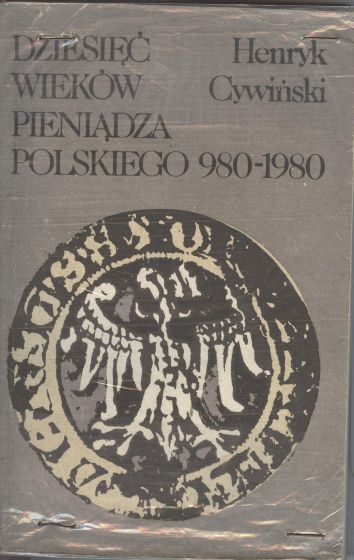 DZIESIĘĆ
WIEKÓW
PIENIĄDZA
POLSKIEGO 980-1980
Henryk
Cywiński